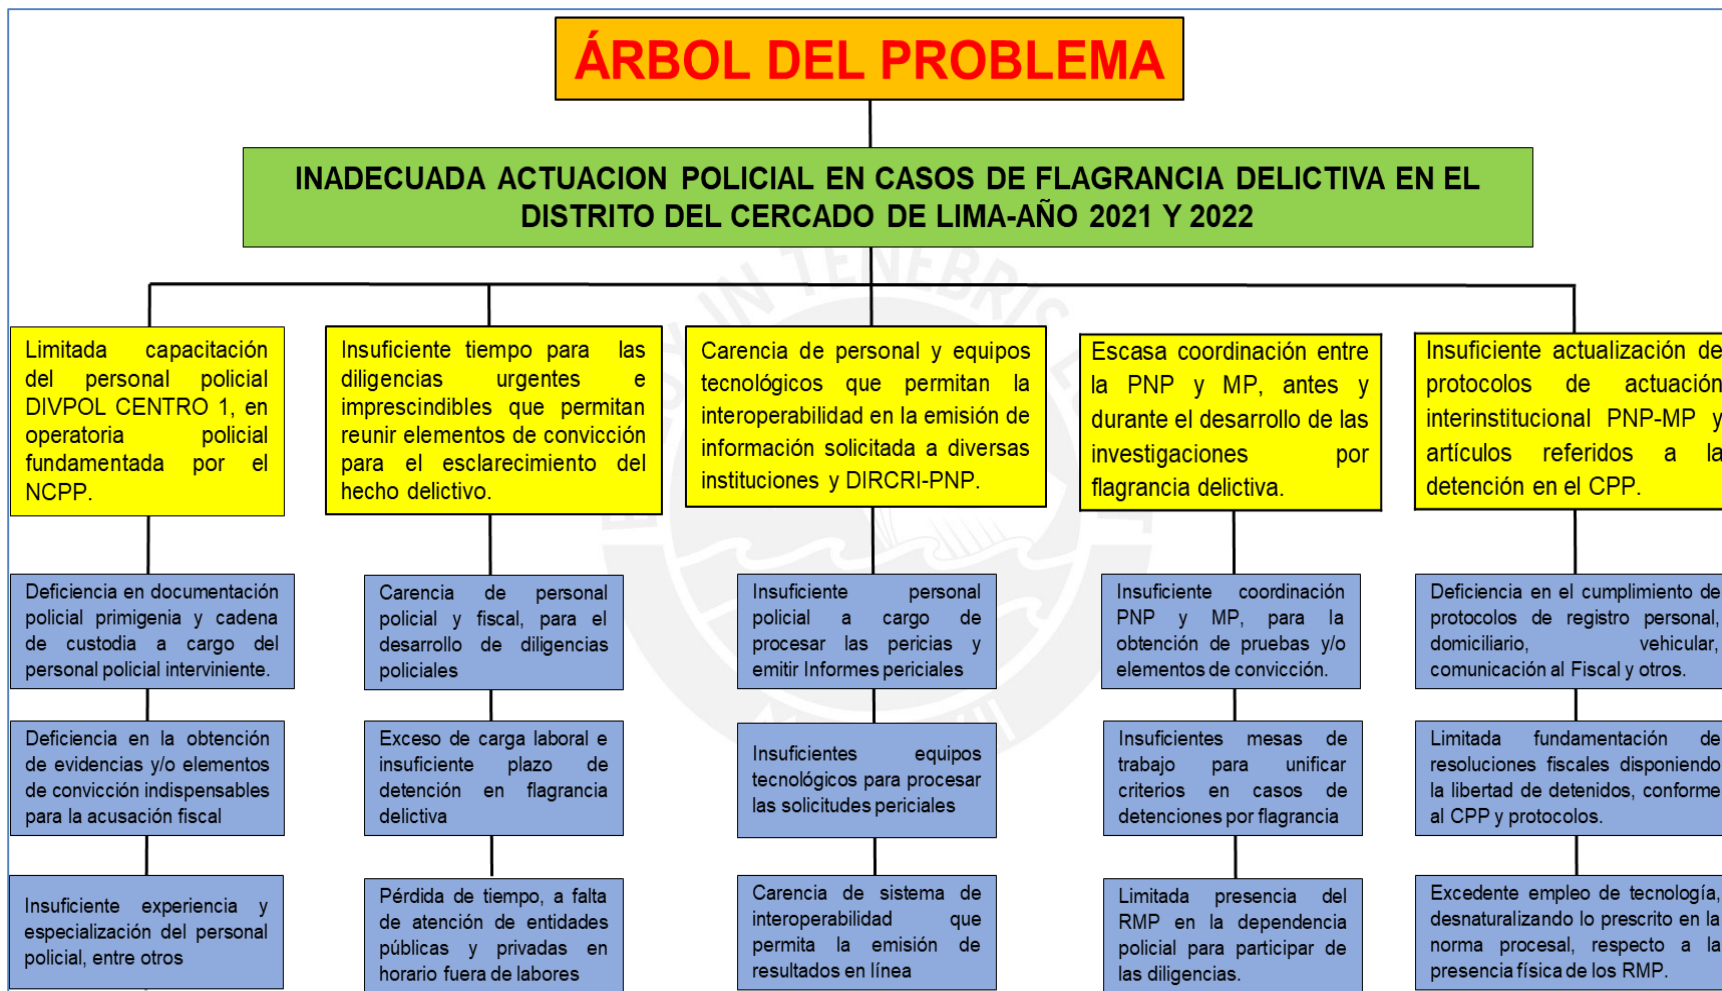 ÁRBOL DEL PROBLEMA
INADECUADA ACTUACION POLICIAL EN CASOS DE FLAGRANCIA DELICTIVA EN EL
DISTRITO DEL CERCADO DE LIMA-AÑO 2021 Y 2022
Limitada capacitación
del personal policial
DIVPOL CENTRO 1, en
operatoria policial
fundamentada por el
NCPP.
Insuficiente tiempo para las
diligencias urgentes e
imprescindibles que permitan
reunir elementos de convicción
para el esclarecimiento del
hecho delictivo.
Carencia de personal y equipos
tecnológicos que permitan la
interoperabilidad en la emisión de
información solicitada a diversas
instituciones y DIRCRI-PNP.
Escasa coordinación entre
la PNP y MP, antes y
durante el desarrollo de las
investigaciones por
flagrancia delictiva.
Insuficiente actualización de
protocolos de actuación
interinstitucional PNP-MP y
artículos referidos a la
detención en el CPP.
Deficiencia en documentación
policial primigenia y cadena
de custodia a cargo del
personal policial interviniente.
Carencia de personal
policial y fiscal, para el
desarrollo de diligencias
policiales
Insuficiente personal
policial a cargo de
procesar las pericias y
emitir Informes periciales
Insuficiente coordinación
PNP y MP, para la
obtención de pruebas y/o
elementos de convicción.
Deficiencia en el cumplimiento de
protocolos de registro personal,
domiciliario, vehicular,
comunicación al Fiscal y otros.
Deficiencia en la obtención
de evidencias y/o elementos
de convicción indispensables
para la acusación fiscal
Exceso de carga laboral e
insuficiente plazo de
detención en flagrancia
delictiva
Insuficientes equipos
tecnológicos para procesar
las solicitudes periciales
Insuficientes mesas de
trabajo para unificar
criterios en casos de
detenciones por flagrancia
Limitada fundamentación de
resoluciones fiscales disponiendo
la libertad de detenidos, conforme
al CPP y protocolos.
Insuficiente experiencia y
especialización del personal
policial, entre otros
Pérdida de tiempo, a falta
de atención de entidades
públicas y privadas en
horario fuera de labores
Carencia de sistema de
interoperabilidad que
permita la emisión de
resultados en línea
Limitada presencia del
RMP en la dependencia
policial para participar de
las diligencias.
Excedente empleo de tecnología,
desnaturalizando lo prescrito en la
norma procesal, respecto a la
presencia física de los RMP.
IN TENEBRIS